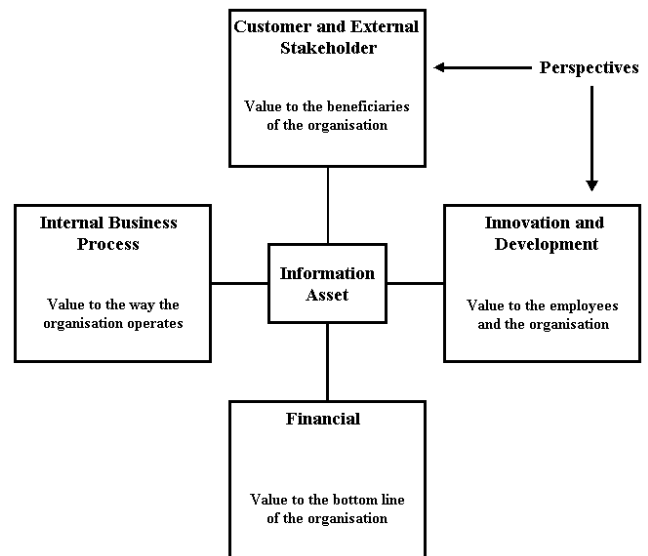 Customer and External
Stakeholder
Value to the beneficiaries
of the organisation
Perspectives
Internal Business
Process
Value to the way the
organisation operates
Information
Asset
Innovation and
Development
Value to the employees
and the organisation
Financial
Value to the bottom line
of the organisation